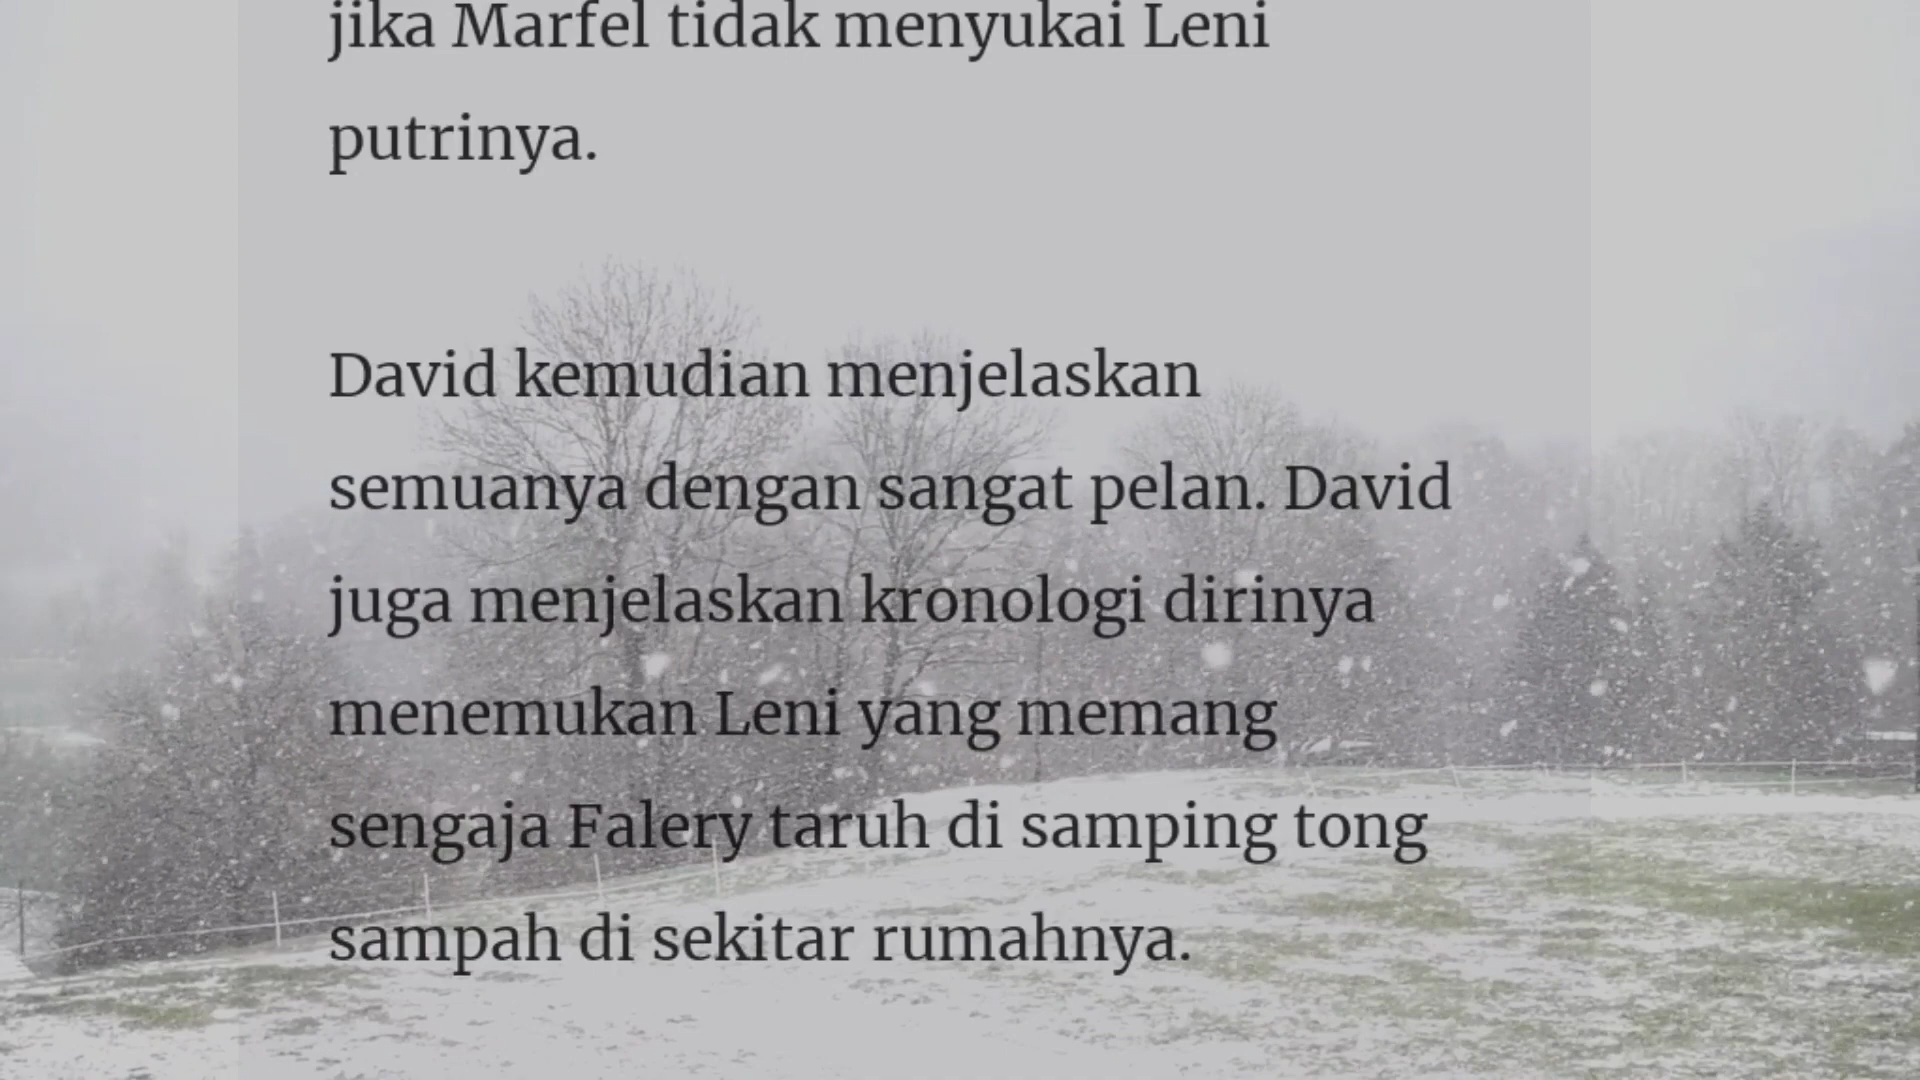 jika Marfel tidak menyukai Leni
putrinya.
David kemudian menjelaskan
semuanya dengan sangat pelan. David
juga menjelaskan kronologi dirinya
menemukan Leni yang memang
sengaja Falery taruh di samping tong
sampah di sekitar rumahnya.